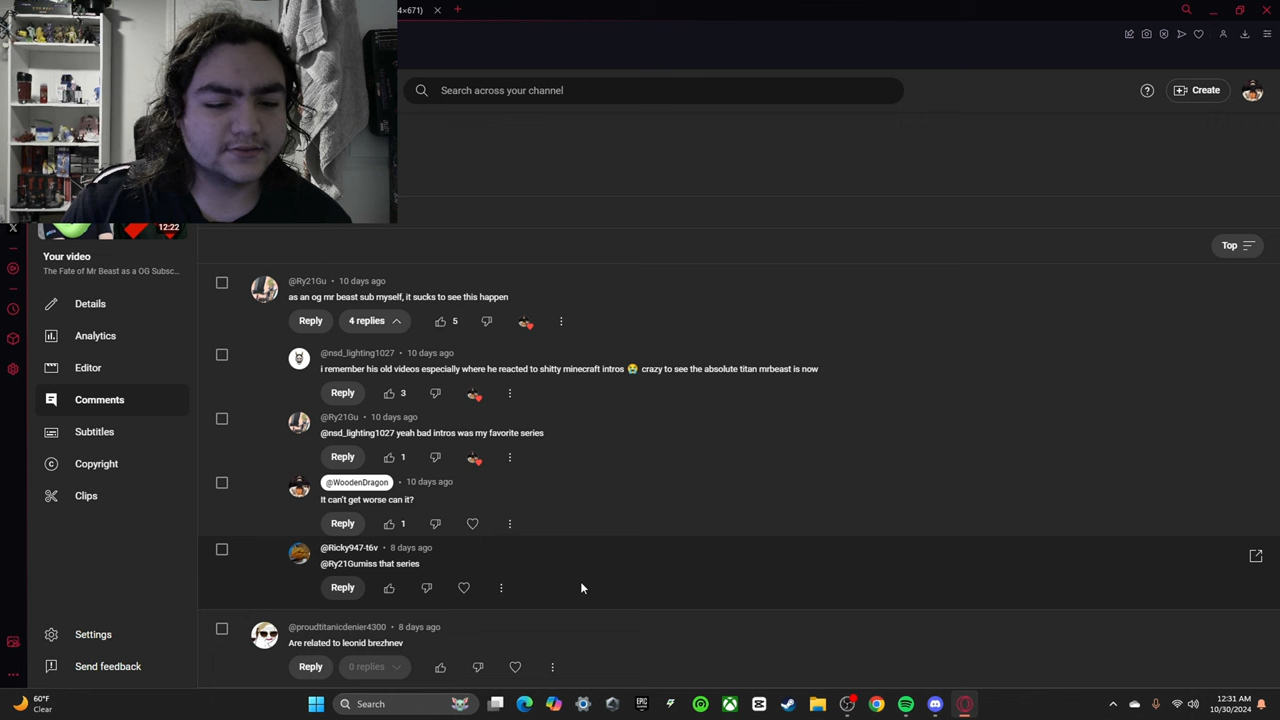 4×671)
Search across your channel
Create
12:22
Your video
The Fate of Mr Beast as a OG Subsc...
Details
Analytics
Editor
Comments
Subtitles
Copyright
Clips
Settings
Send feedback
Top
@Ry21Gu • 10 days ago
as an og mr beast sub myself, it sucks to see this happen
Reply 4 replies 5
@nsd_lighting1027 • 10 days ago
i remember his old videos especially where he reacted to shitty minecraft intros 😭 crazy to see the absolute titan mrbeast is now
Reply 3
@Ry21Gu • 10 days ago
@nsd_lighting1027 yeah bad intros was my favorite series
Reply 1
@WoodenDragon • 10 days ago
It can't get worse can it?
Reply 1
@Ricky947-t6v • 8 days ago
@Ry21Gumiss that series
Reply
@proudtitanicdenier4300 • 8 days ago
Are related to leonid brezhnev
Reply 0 replies
60°F
Clear
Search
EPIC
12:31 AM
10/30/2024